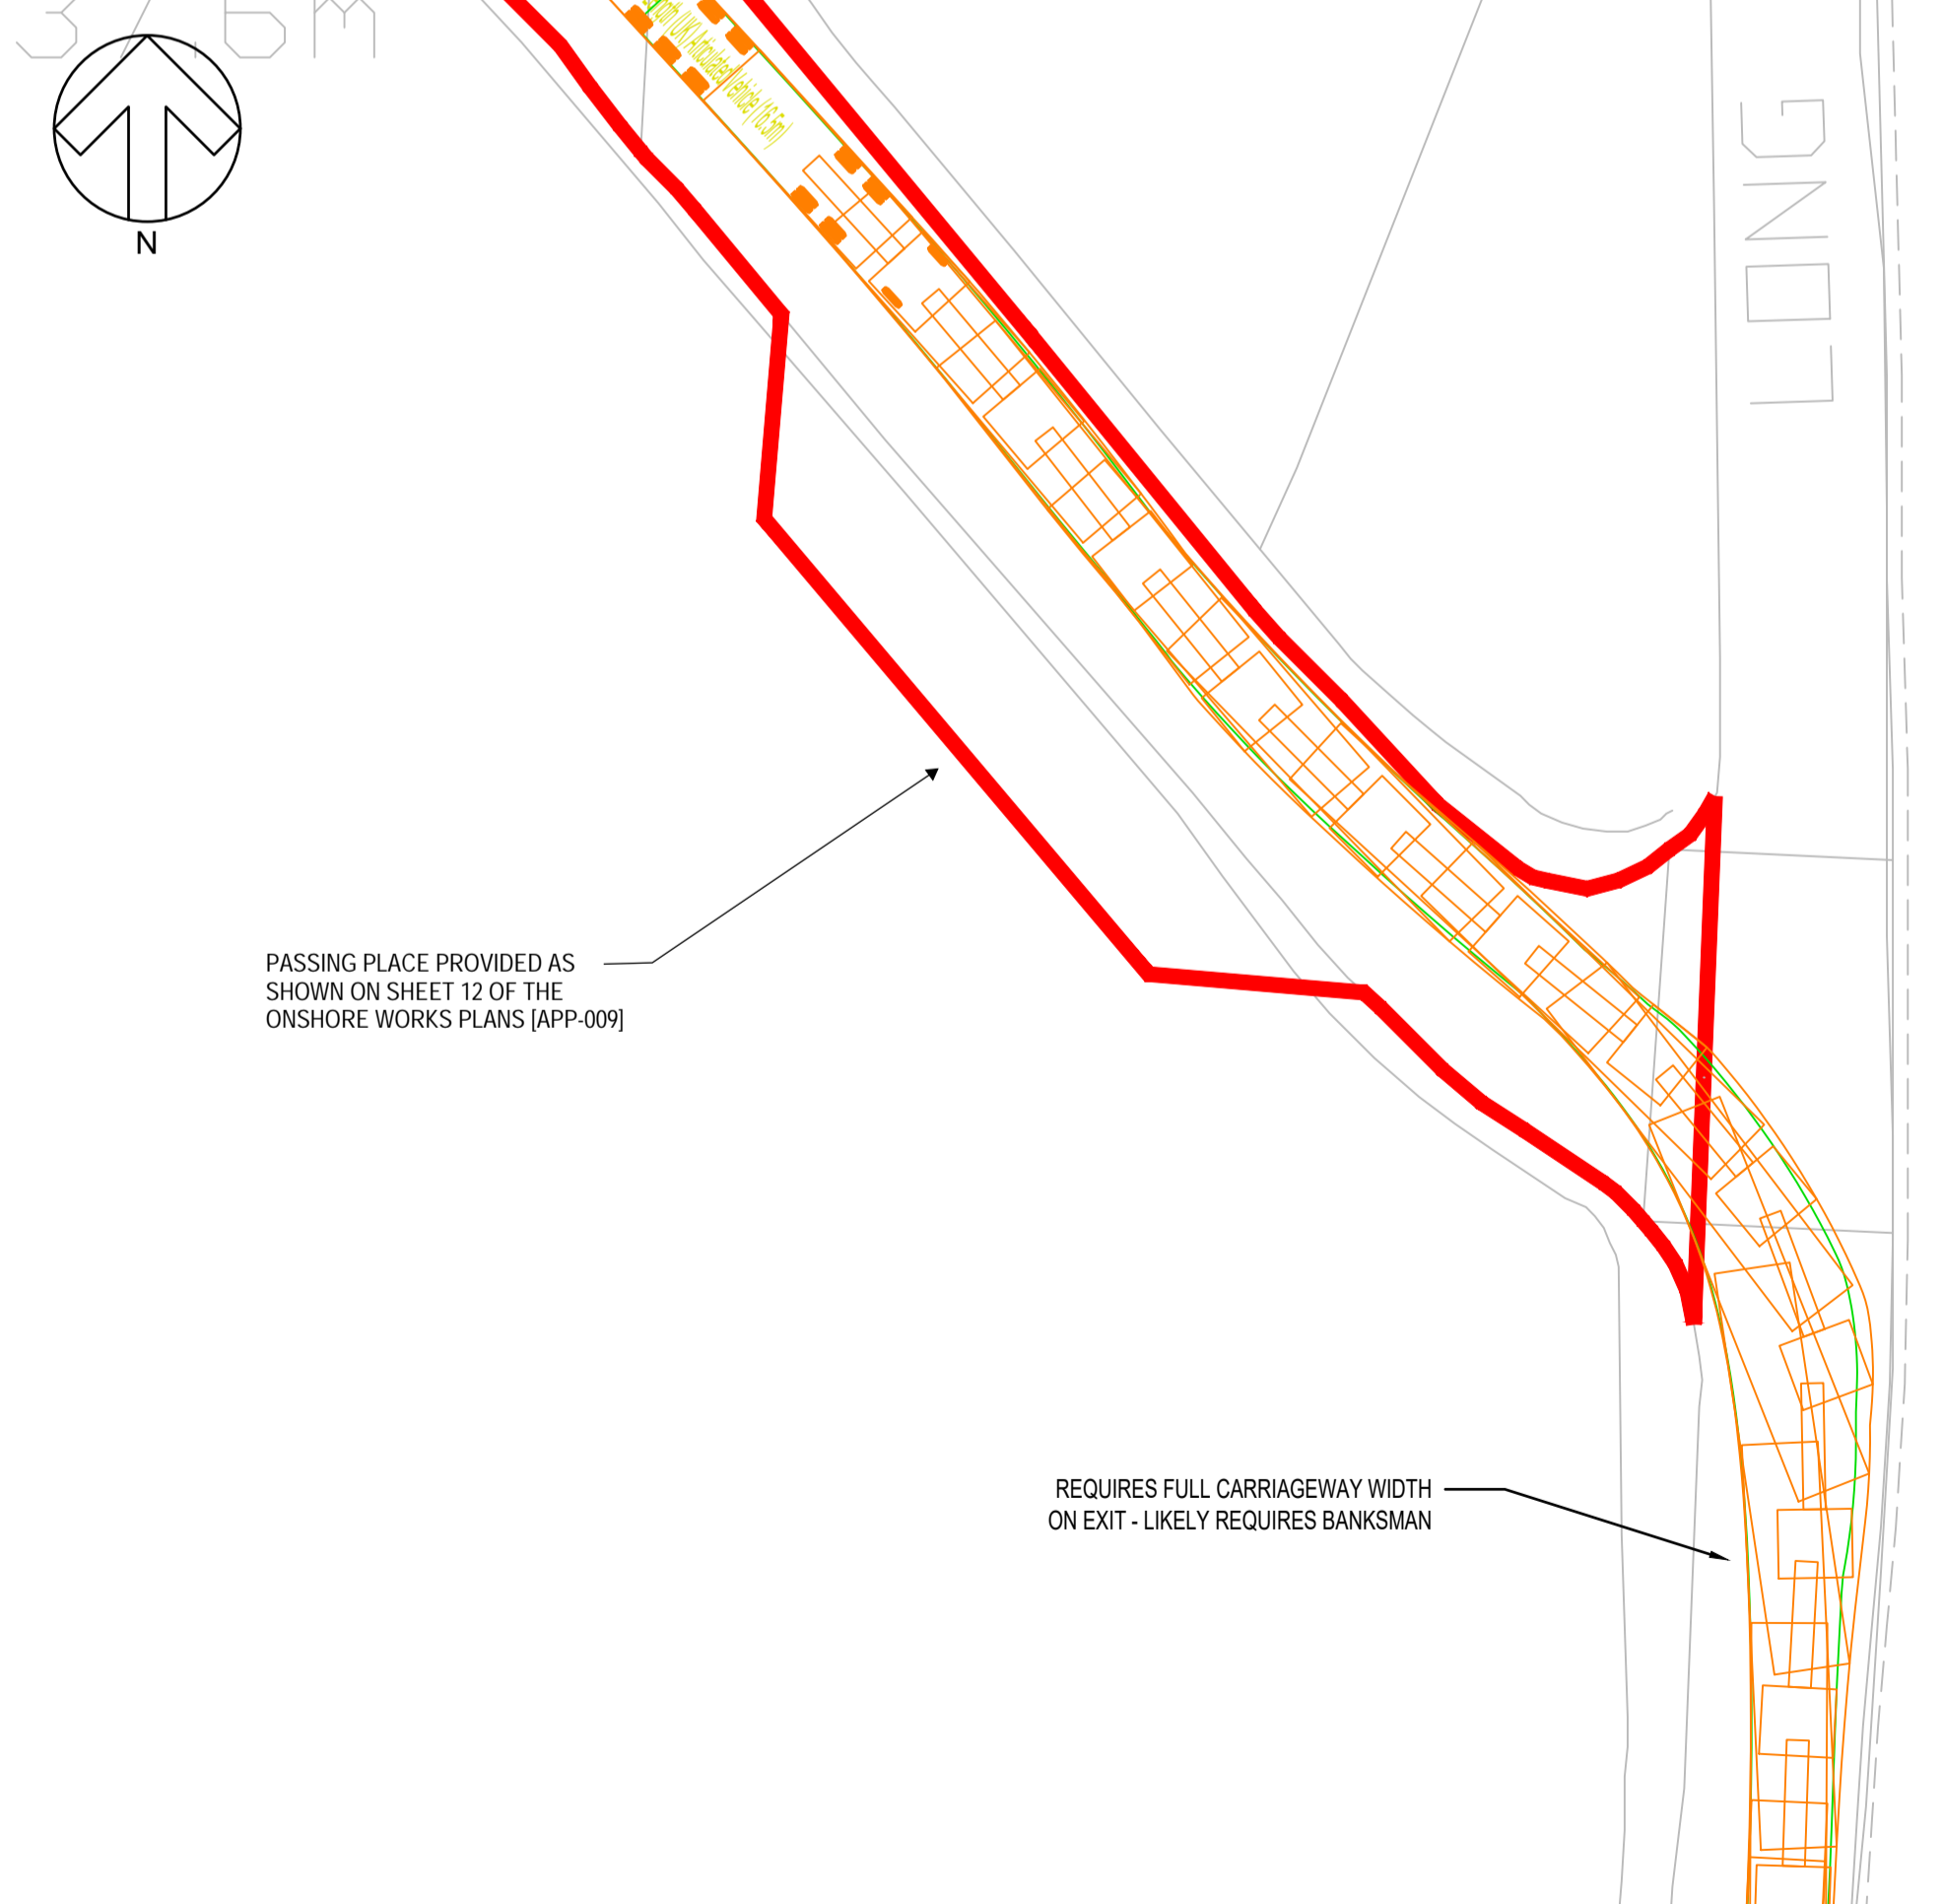 N
LONG
PASSING PLACE PROVIDED AS
SHOWN ON SHEET 12 OF THE
ONSHORE WORKS PLANS [APP-009]
REQUIRES FULL CARRIAGEWAY WIDTH
ON EXIT - LIKELY REQUIRES BANKSMAN